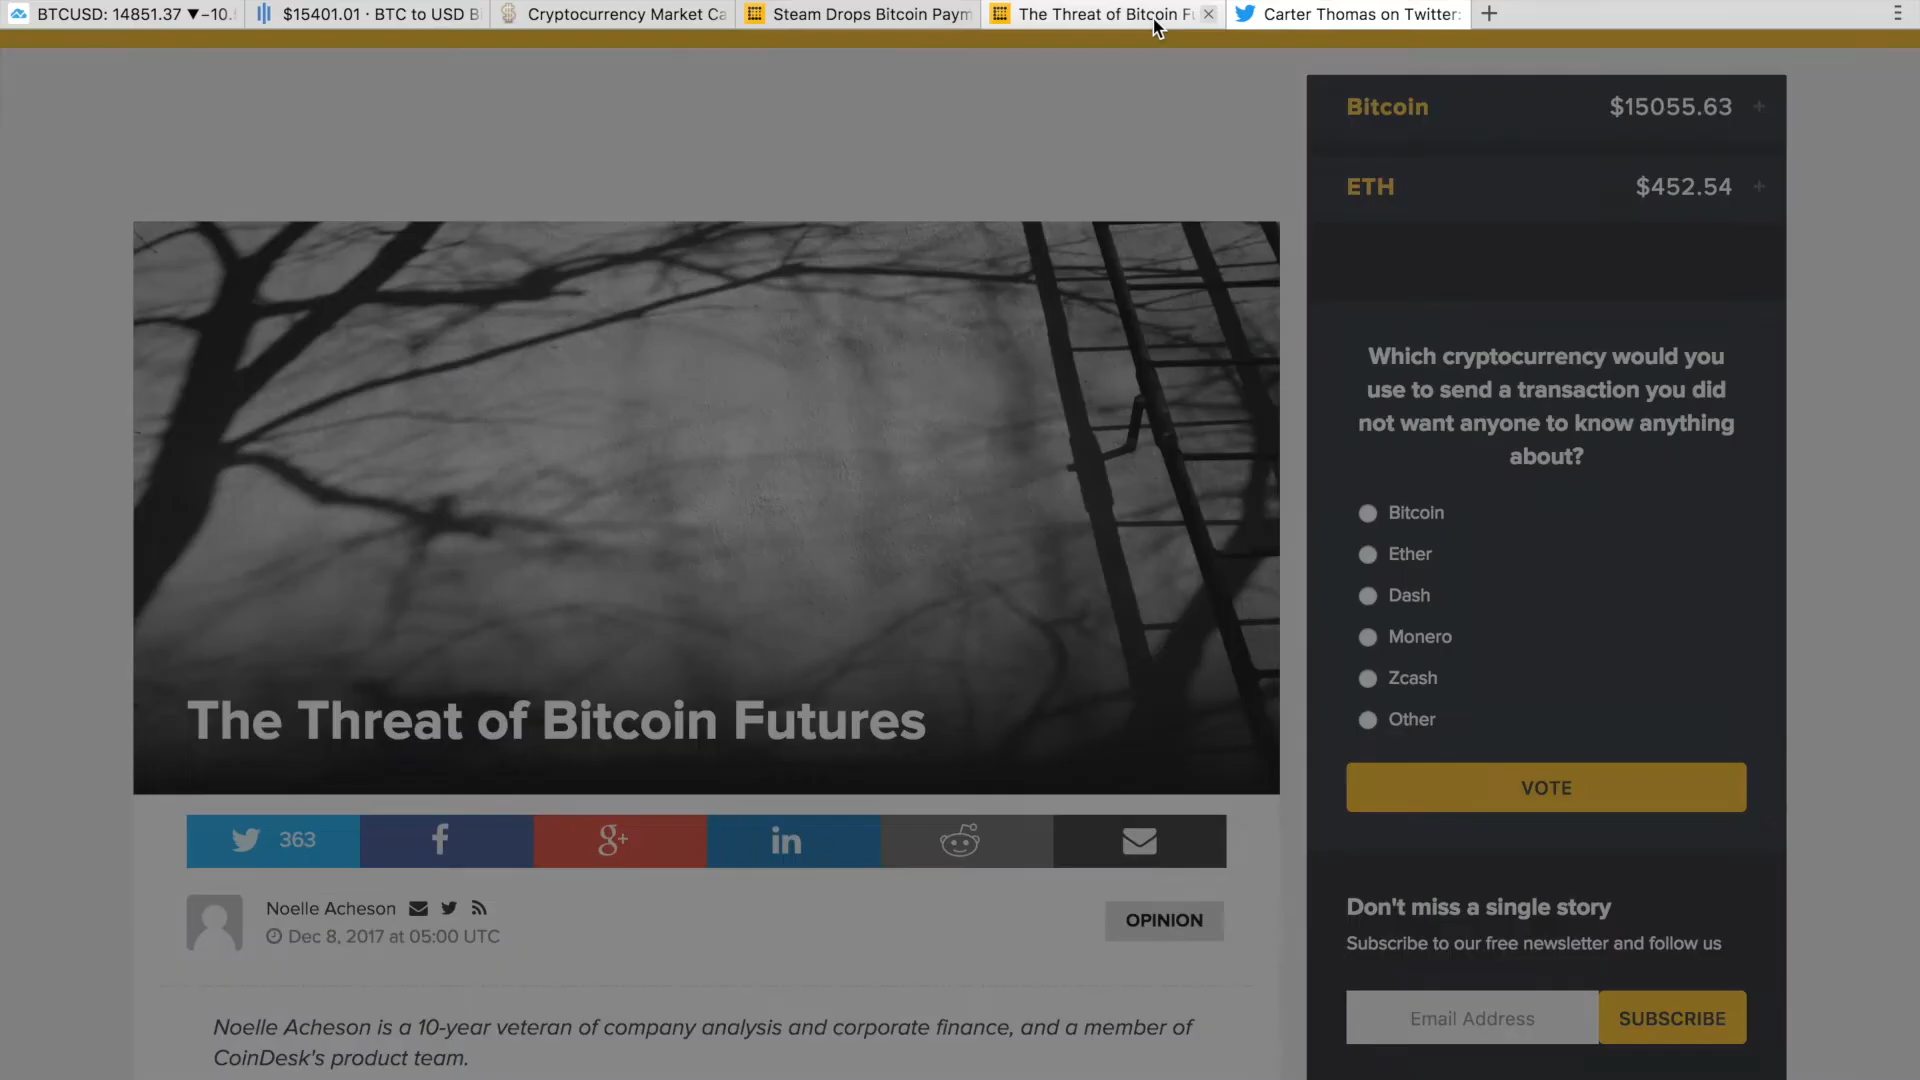 BTCUSD: 14851.37 ▼−10.
$15401.01 · BTC to USD B
Cryptocurrency Market Ca
Steam Drops Bitcoin Paym
The Threat of Bitcoin Fu
Carter Thomas on Twitter:
Bitcoin $15055.63 +
ETH $452.54 +
Which cryptocurrency would you
use to send a transaction you did
not want anyone to know anything
about?
Bitcoin
Ether
Dash
Monero
Zcash
Other
VOTE
The Threat of Bitcoin Futures
363
Noelle Acheson
Dec 8, 2017 at 05:00 UTC
OPINION
Noelle Acheson is a 10-year veteran of company analysis and corporate finance, and a member of
CoinDesk's product team.
Don't miss a single story
Subscribe to our free newsletter and follow us
Email Address
SUBSCRIBE